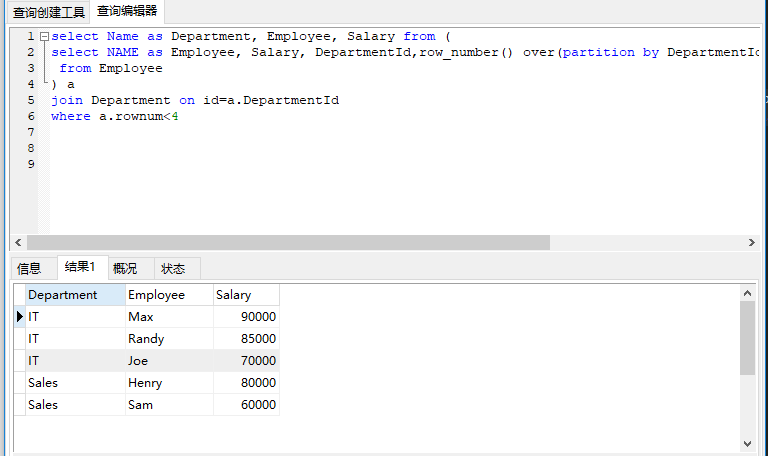 查询创建工具 查询编辑器
1 select Name as Department, Employee, Salary from (
2 select NAME as Employee, Salary, DepartmentId,row_number() over(partition by DepartmentId
3 from Employee
4 ) a
5 join Department on id=a.DepartmentId
6 where a.rownum<4
7
8
9
信息 结果1 概况 状态
Department Employee Salary
IT Max 90000
IT Randy 85000
IT Joe 70000
Sales Henry 80000
Sales Sam 60000